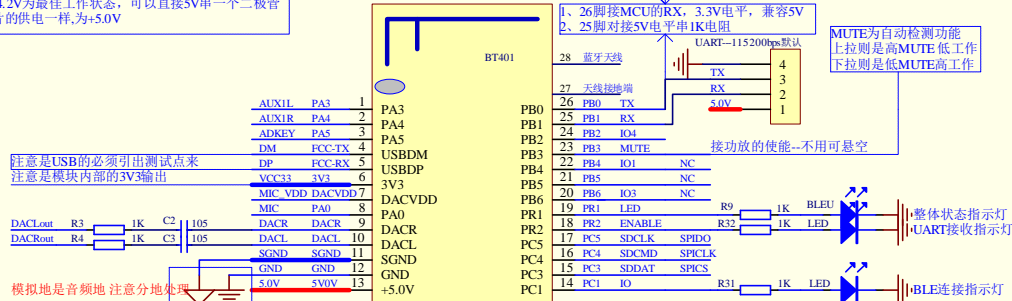 4.2V为最佳工作状态，可以直接5V串一个二极管
的供电一样,为+5.0V
1、26脚接MCU的RX，3.3V电平，兼容5V
2、25脚对接5V电平串1K电阻
MUTE为自动检测功能
上拉则是高MUTE 低工作
下拉则是低MUTE高工作
UART---115200bps默认
BT401
28 蓝牙天线
27 天线接地端
TX
RX
5.0V
4
3
2
1
AUX1L PA3 1 PA3
AUX1R PA4 2 PA4
ADKEY PA5 3 PA5
DM FCC-TX 4 USBDM
DP FCC-RX 5 USBDP
VCC33 3V3 6 3V3
MIC_VDD DACVDD 7 DACVDD
MIC PA0 8 PA0
DACR DACR 9 DACR
DACL DACL 10 DACL
SGND SGND 11 SGND
GND GND 12 GND
5.0V 5V0V 13 +5.0V
注意是USB的必须引出测试点来
注意是模块内部的3V3输出
DACLout R3 1K C2 105
DACRout R4 1K C3 105
模拟地是音频地 注意分地处理
PB0 26 PB0 TX
PB1 25 PB1 RX
PB2 24 PB2 IO4
PB3 23 PB3 MUTE 接功放的使能--不用可悬空
PB4 22 PB4 IO1 NC
PB5 21 PB5 NC
PB6 20 PB6 IO3 NC
PR1 19 PR1 LED R9 1K BLEU 整体状态指示灯
PR2 18 PR2 ENABLE R32 1K LED UART接收指示灯
PC5 17 PC5 SDCLK SPIDO
PC4 16 PC4 SDCMD SPICLK
PC3 15 PC3 SDDAT SPICS
PC1 14 PC1 IO R31 1K LED BLE连接指示灯